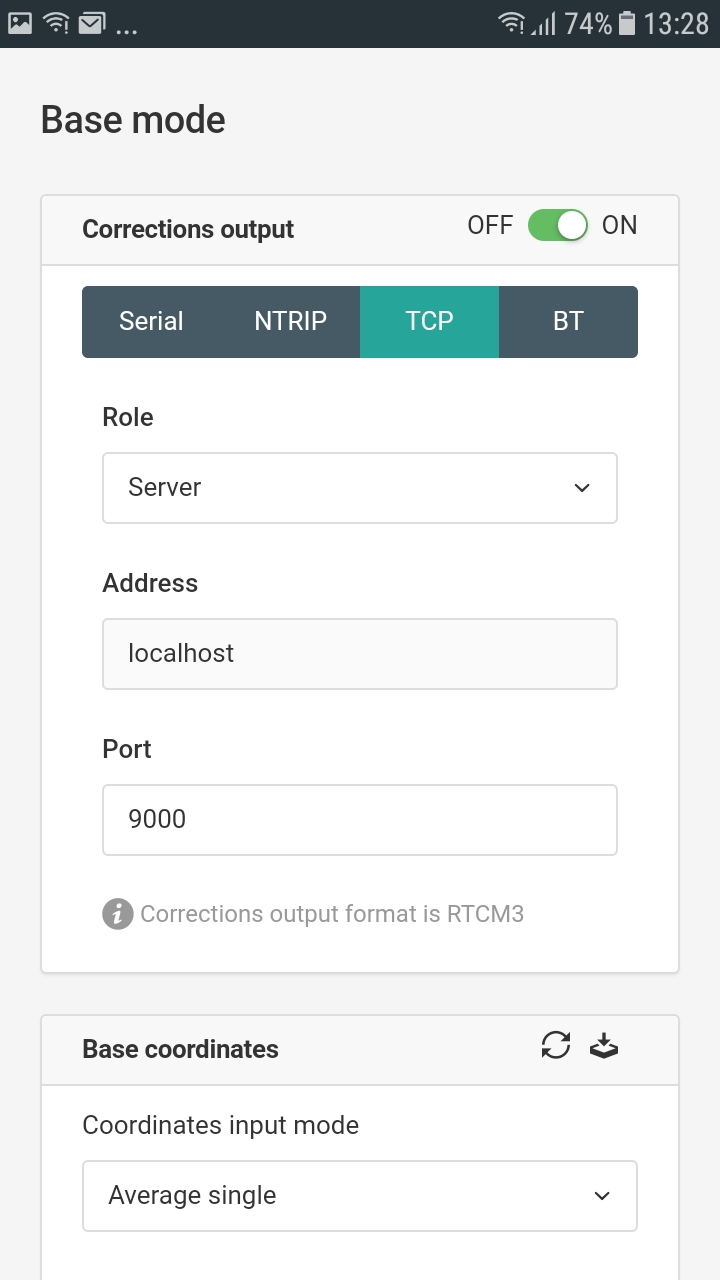 ... 74% 13:28
Base mode
Corrections output OFF ON
Serial NTRIP TCP BT
Role
Server
Address
localhost
Port
9000
Corrections output format is RTCM3
Base coordinates
Coordinates input mode
Average single